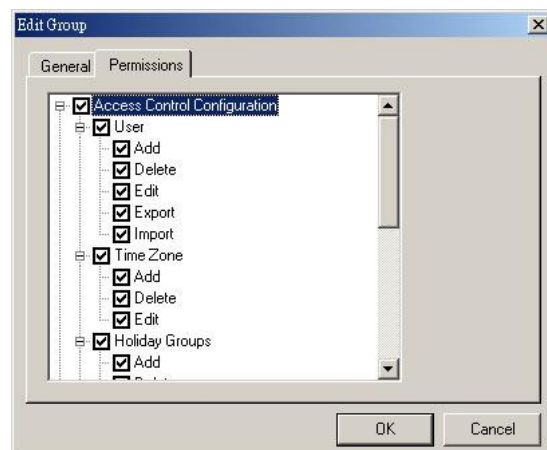 Edit Group
General Permissions
Access Control Configuration
User
Add
Delete
Edit
Export
Import
Time Zone
Add
Delete
Edit
Holiday Groups
Add
OK Cancel